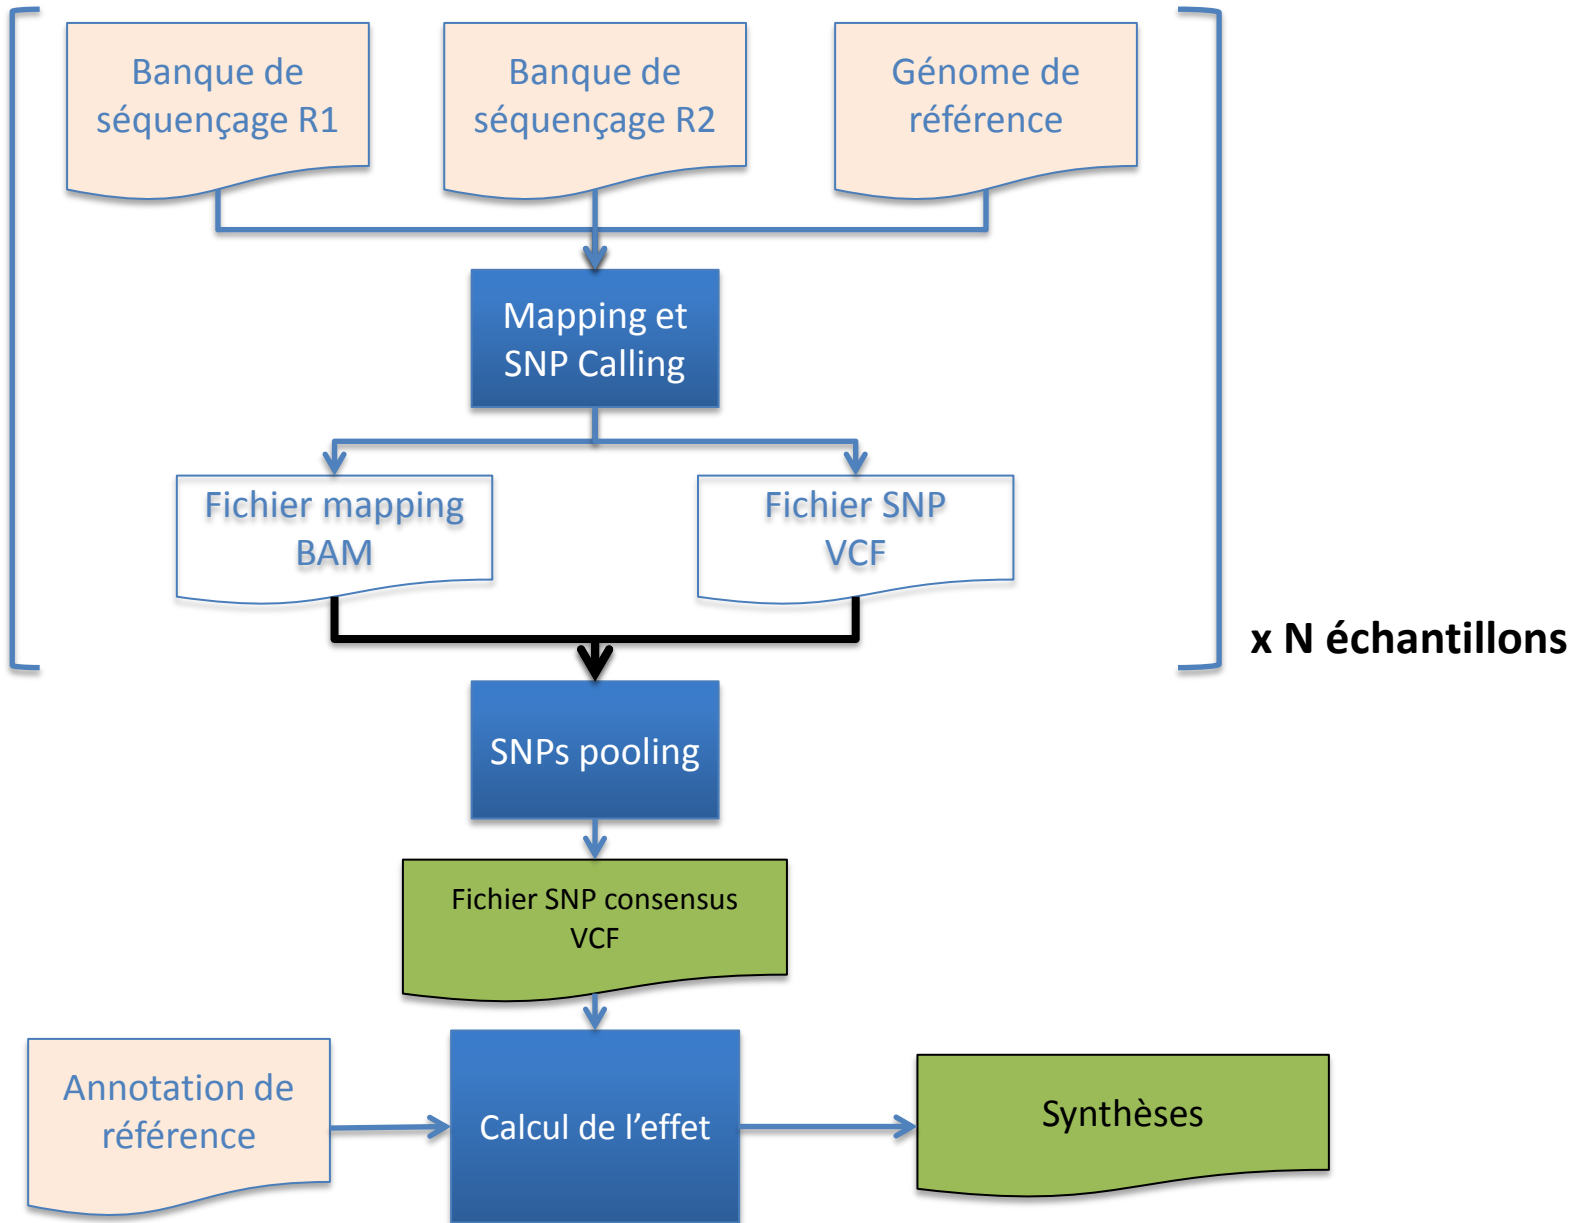 Banque de
séquençage R1
Banque de
séquençage R2
Génome de
référence
Mapping et
SNP Calling
Fichier mapping
BAM
Fichier SNP
VCF
x N échantillons
SNPs pooling
Fichier SNP consensus
VCF
Annotation de
référence
Calcul de l’effet
Synthèses